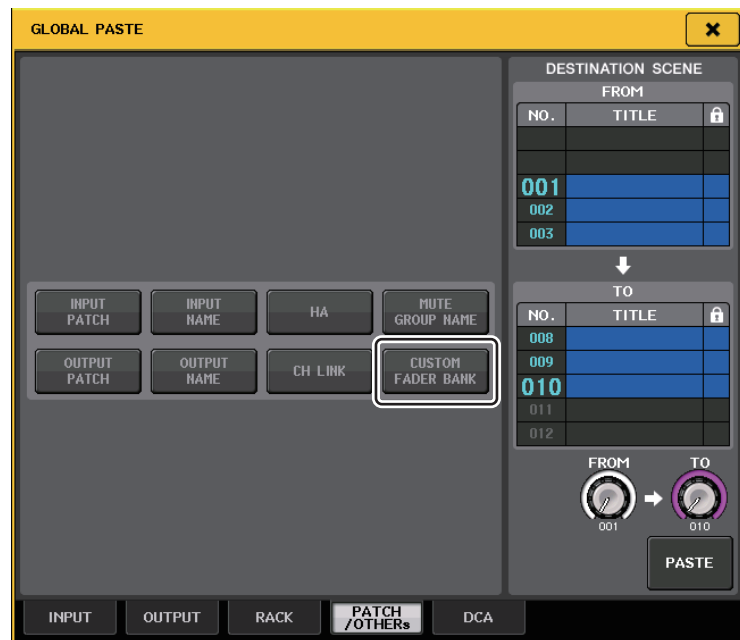 GLOBAL PASTE
INPUT
PATCH
INPUT
NAME
HA
MUTE
GROUP NAME
OUTPUT
PATCH
OUTPUT
NAME
CH LINK
CUSTOM
FADER BANK
DESTINATION SCENE
FROM
NO. TITLE
001
002
003
TO
NO. TITLE
008
009
010
011
012
FROM TO
001 010
PASTE
INPUT OUTPUT RACK PATCH
/OTHERs DCA